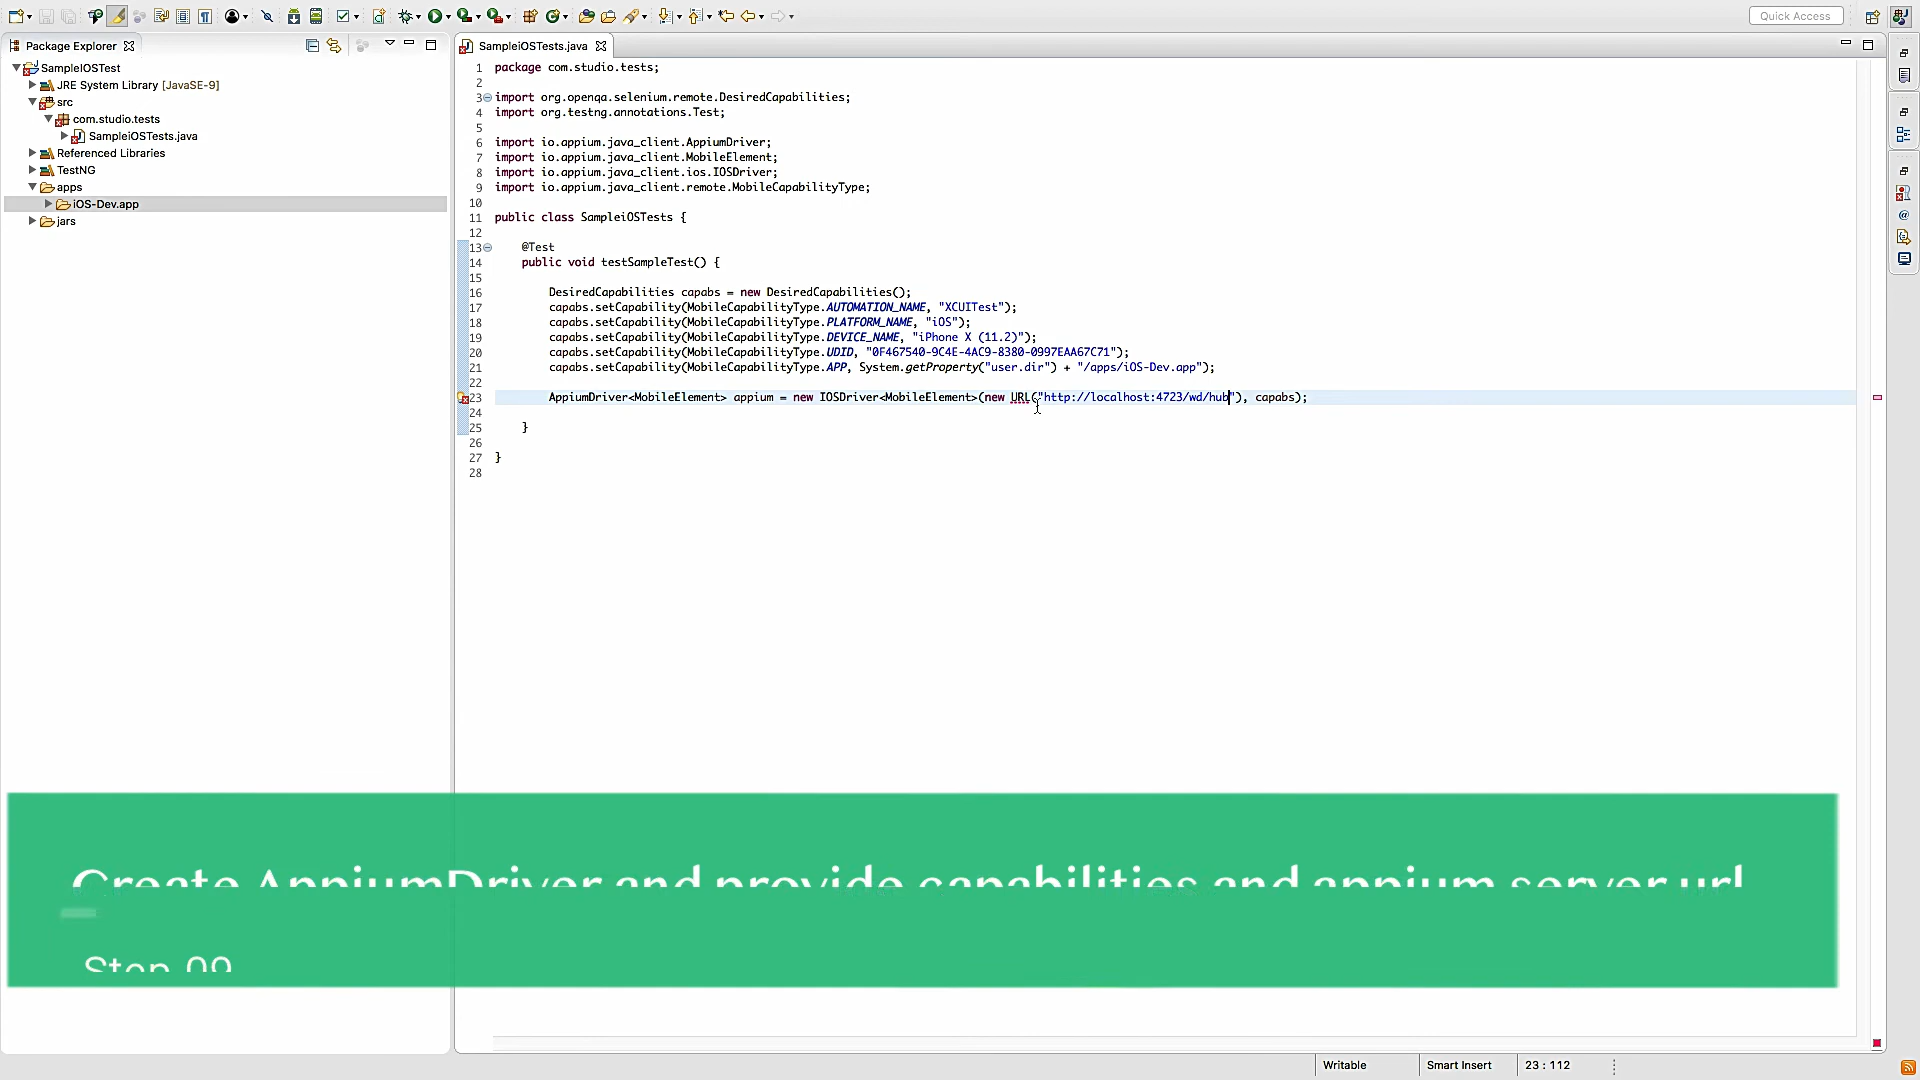 Quick Access
Package Explorer
SampleIOSTest
JRE System Library [JavaSE-9]
src
com.studio.tests
SampleiOSTests.java
Referenced Libraries
TestNG
apps
iOS-Dev.app
jars
SampleiOSTests.java
1 package com.studio.tests;
2
3 import org.openqa.selenium.remote.DesiredCapabilities;
4 import org.testng.annotations.Test;
5
6 import io.appium.java_client.AppiumDriver;
7 import io.appium.java_client.MobileElement;
8 import io.appium.java_client.ios.IOSDriver;
9 import io.appium.java_client.remote.MobileCapabilityType;
10
11 public class SampleiOSTests {
12
13 @Test
14 public void testSampleTest() {
15
16 DesiredCapabilities capabs = new DesiredCapabilities();
17 capabs.setCapability(MobileCapabilityType.AUTOMATION_NAME, "XCUITest");
18 capabs.setCapability(MobileCapabilityType.PLATFORM_NAME, "iOS");
19 capabs.setCapability(MobileCapabilityType.DEVICE_NAME, "iPhone X (11.2)");
20 capabs.setCapability(MobileCapabilityType.UDID, "0F467540-9C4E-4AC9-8380-0997EAA67C71");
21 capabs.setCapability(MobileCapabilityType.APP, System.getProperty("user.dir") + "/apps/iOS-Dev.app");
22
23 AppiumDriver<MobileElement> appium = new IOSDriver<MobileElement>(new URL("http://localhost:4723/wd/hub"), capabs);
24
25 }
26
27 }
28
Create AppiumDriver and provide capabilities and appium server url
Step 09
Writable
Smart Insert
23 : 112